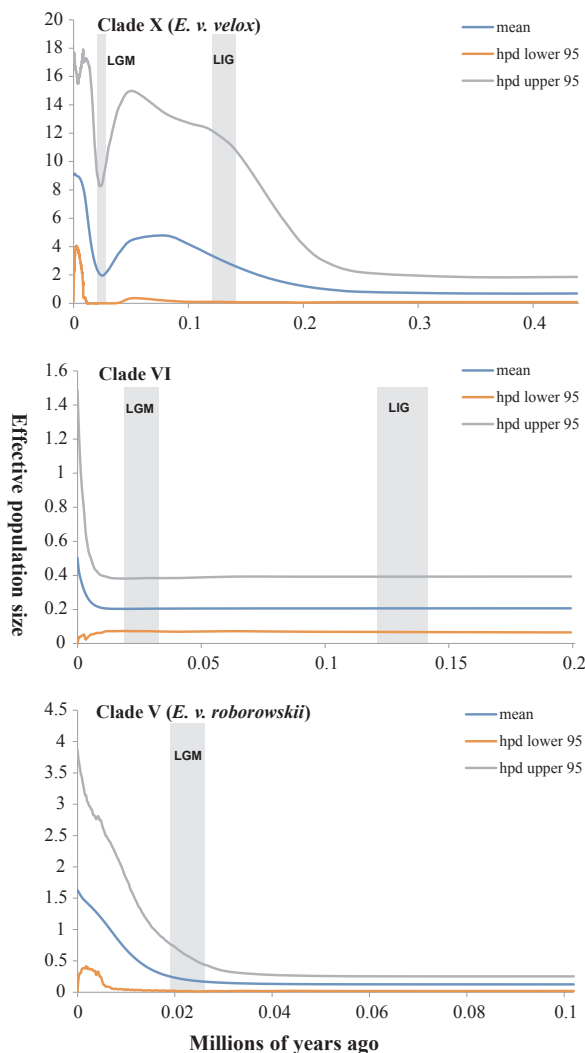 Clade X (E. v. velox)
mean
hpd lower 95
hpd upper 95
LGM
LIG
20
18
16
14
12
10
8
6
4
2
0
0 0.1 0.2 0.3 0.4
Effective population size
Clade VI
mean
hpd lower 95
hpd upper 95
LGM
LIG
1.6
1.4
1.2
1
0.8
0.6
0.4
0.2
0
0 0.05 0.1 0.15 0.2
Clade V (E. v. roborowskii)
mean
hpd lower 95
hpd upper 95
LGM
4.5
4
3.5
3
2.5
2
1.5
1
0.5
0
0 0.02 0.04 0.06 0.08 0.1
Millions of years ago